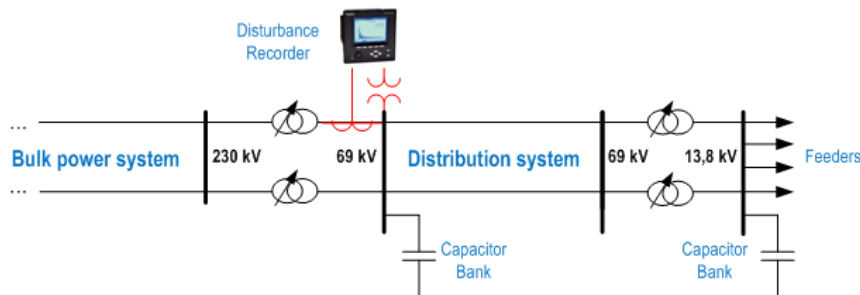 Disturbance
Recorder
...
Bulk power system
230 kV
69 kV
Distribution system
69 kV
13,8 kV
Feeders
...
Capacitor
Bank
Capacitor
Bank